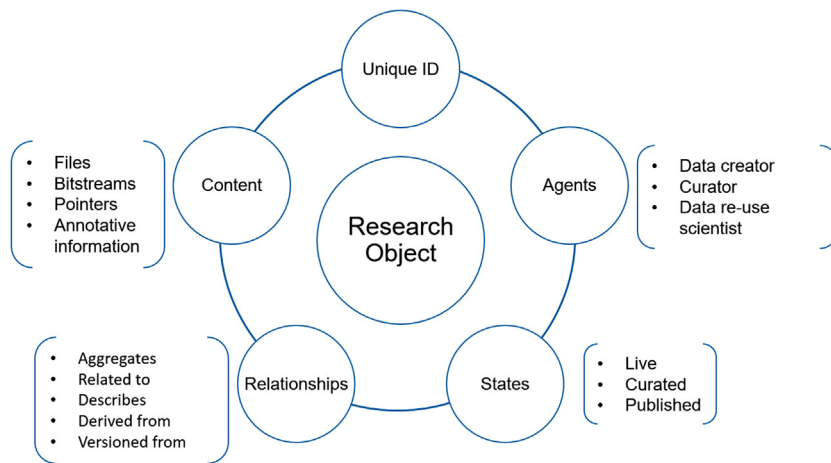 Unique ID
Content
• Files
• Bitstreams
• Pointers
• Annotative
information
Agents
• Data creator
• Curator
• Data re-use
scientist
Research
Object
Relationships
• Aggregates
• Related to
• Describes
• Derived from
• Versioned from
States
• Live
• Curated
• Published